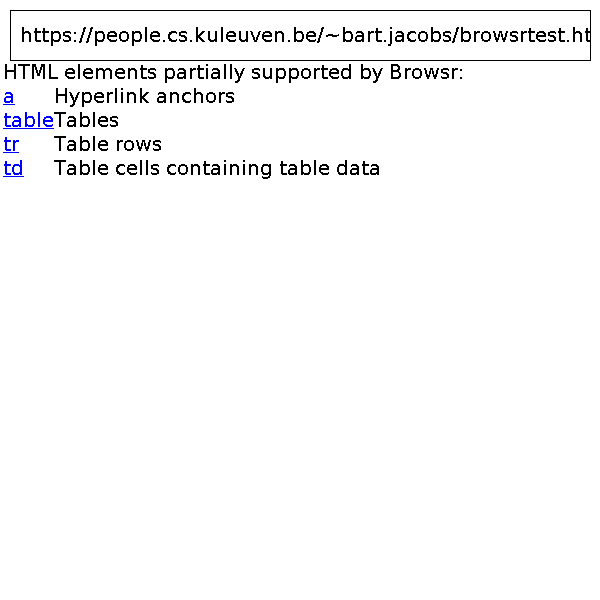 https://people.cs.kuleuven.be/~bart.jacobs/browsrtest.ht
HTML elements partially supported by Browsr:
a Hyperlink anchors
table Tables
tr Table rows
td Table cells containing table data